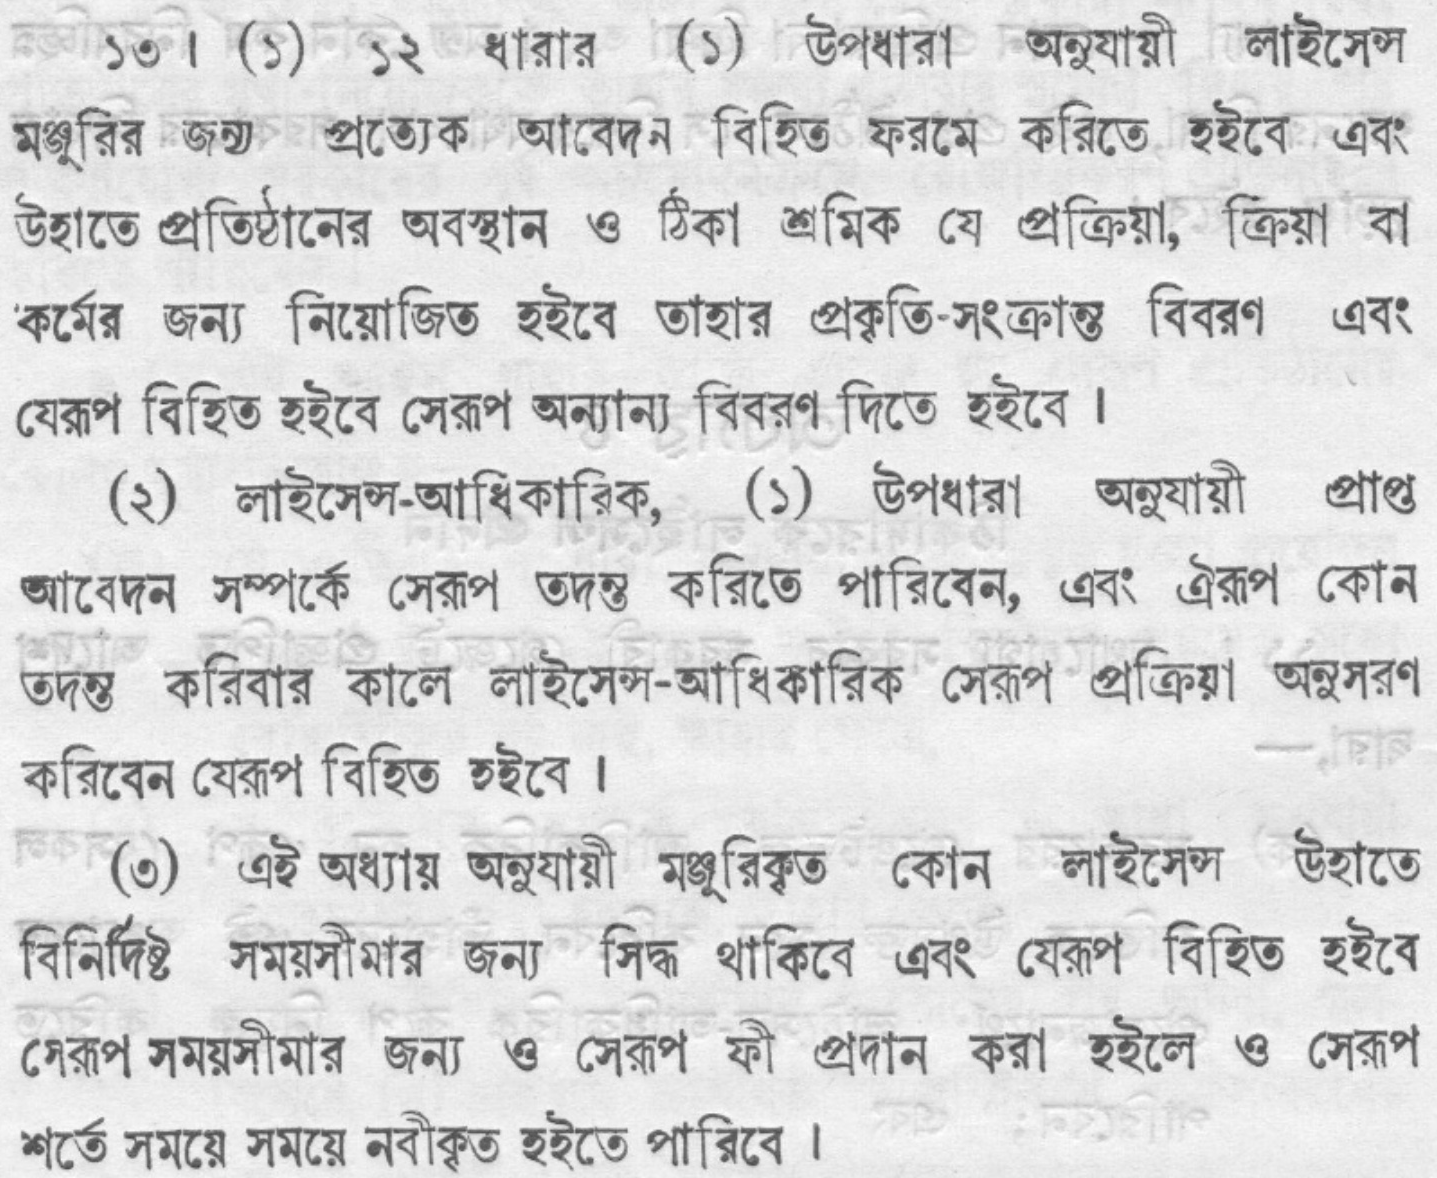 ১৩। (১) ১২ ধারার (১) উপধারা অনুযায়ী লাইসেন্স
মঞ্জুরির জন্য প্রত্যেক আবেদন বিহিত ফরমে করিতে হইবে এবং
উহাতে প্রতিষ্ঠানের অবস্থান ও ঠিকা শ্রমিক যে প্রক্রিয়া, ক্রিয়া বা
কর্মের জন্য নিয়োজিত হইবে তাহার প্রকৃতি-সংক্রান্ত বিবরণ এবং
যেরূপ বিহিত হইবে সেরূপ অন্যান্য বিবরণ দিতে হইবে ।
(২) লাইসেন্স-আধিকারিক, (১) উপধারা অনুযায়ী প্রাপ্ত
আবেদন সম্পর্কে সেরূপ তদন্ত করিতে পারিবেন, এবং ঐরূপ কোন
তদন্ত করিবার কালে লাইসেন্স-আধিকারিক সেরূপ প্রক্রিয়া অনুসরণ
করিবেন যেরূপ বিহিত হইবে ।
(৩) এই অধ্যায় অনুযায়ী মঞ্জুরিকৃত কোন লাইসেন্স উহাতে
বিনির্দিষ্ট সময়সীমার জন্য সিদ্ধ থাকিবে এবং যেরূপ বিহিত হইবে
সেরূপ সময়সীমার জন্য ও সেরূপ ফী প্রদান করা হইলে ও সেরূপ
শর্তে সময়ে সময়ে নবীকৃত হইতে পারিবে ।